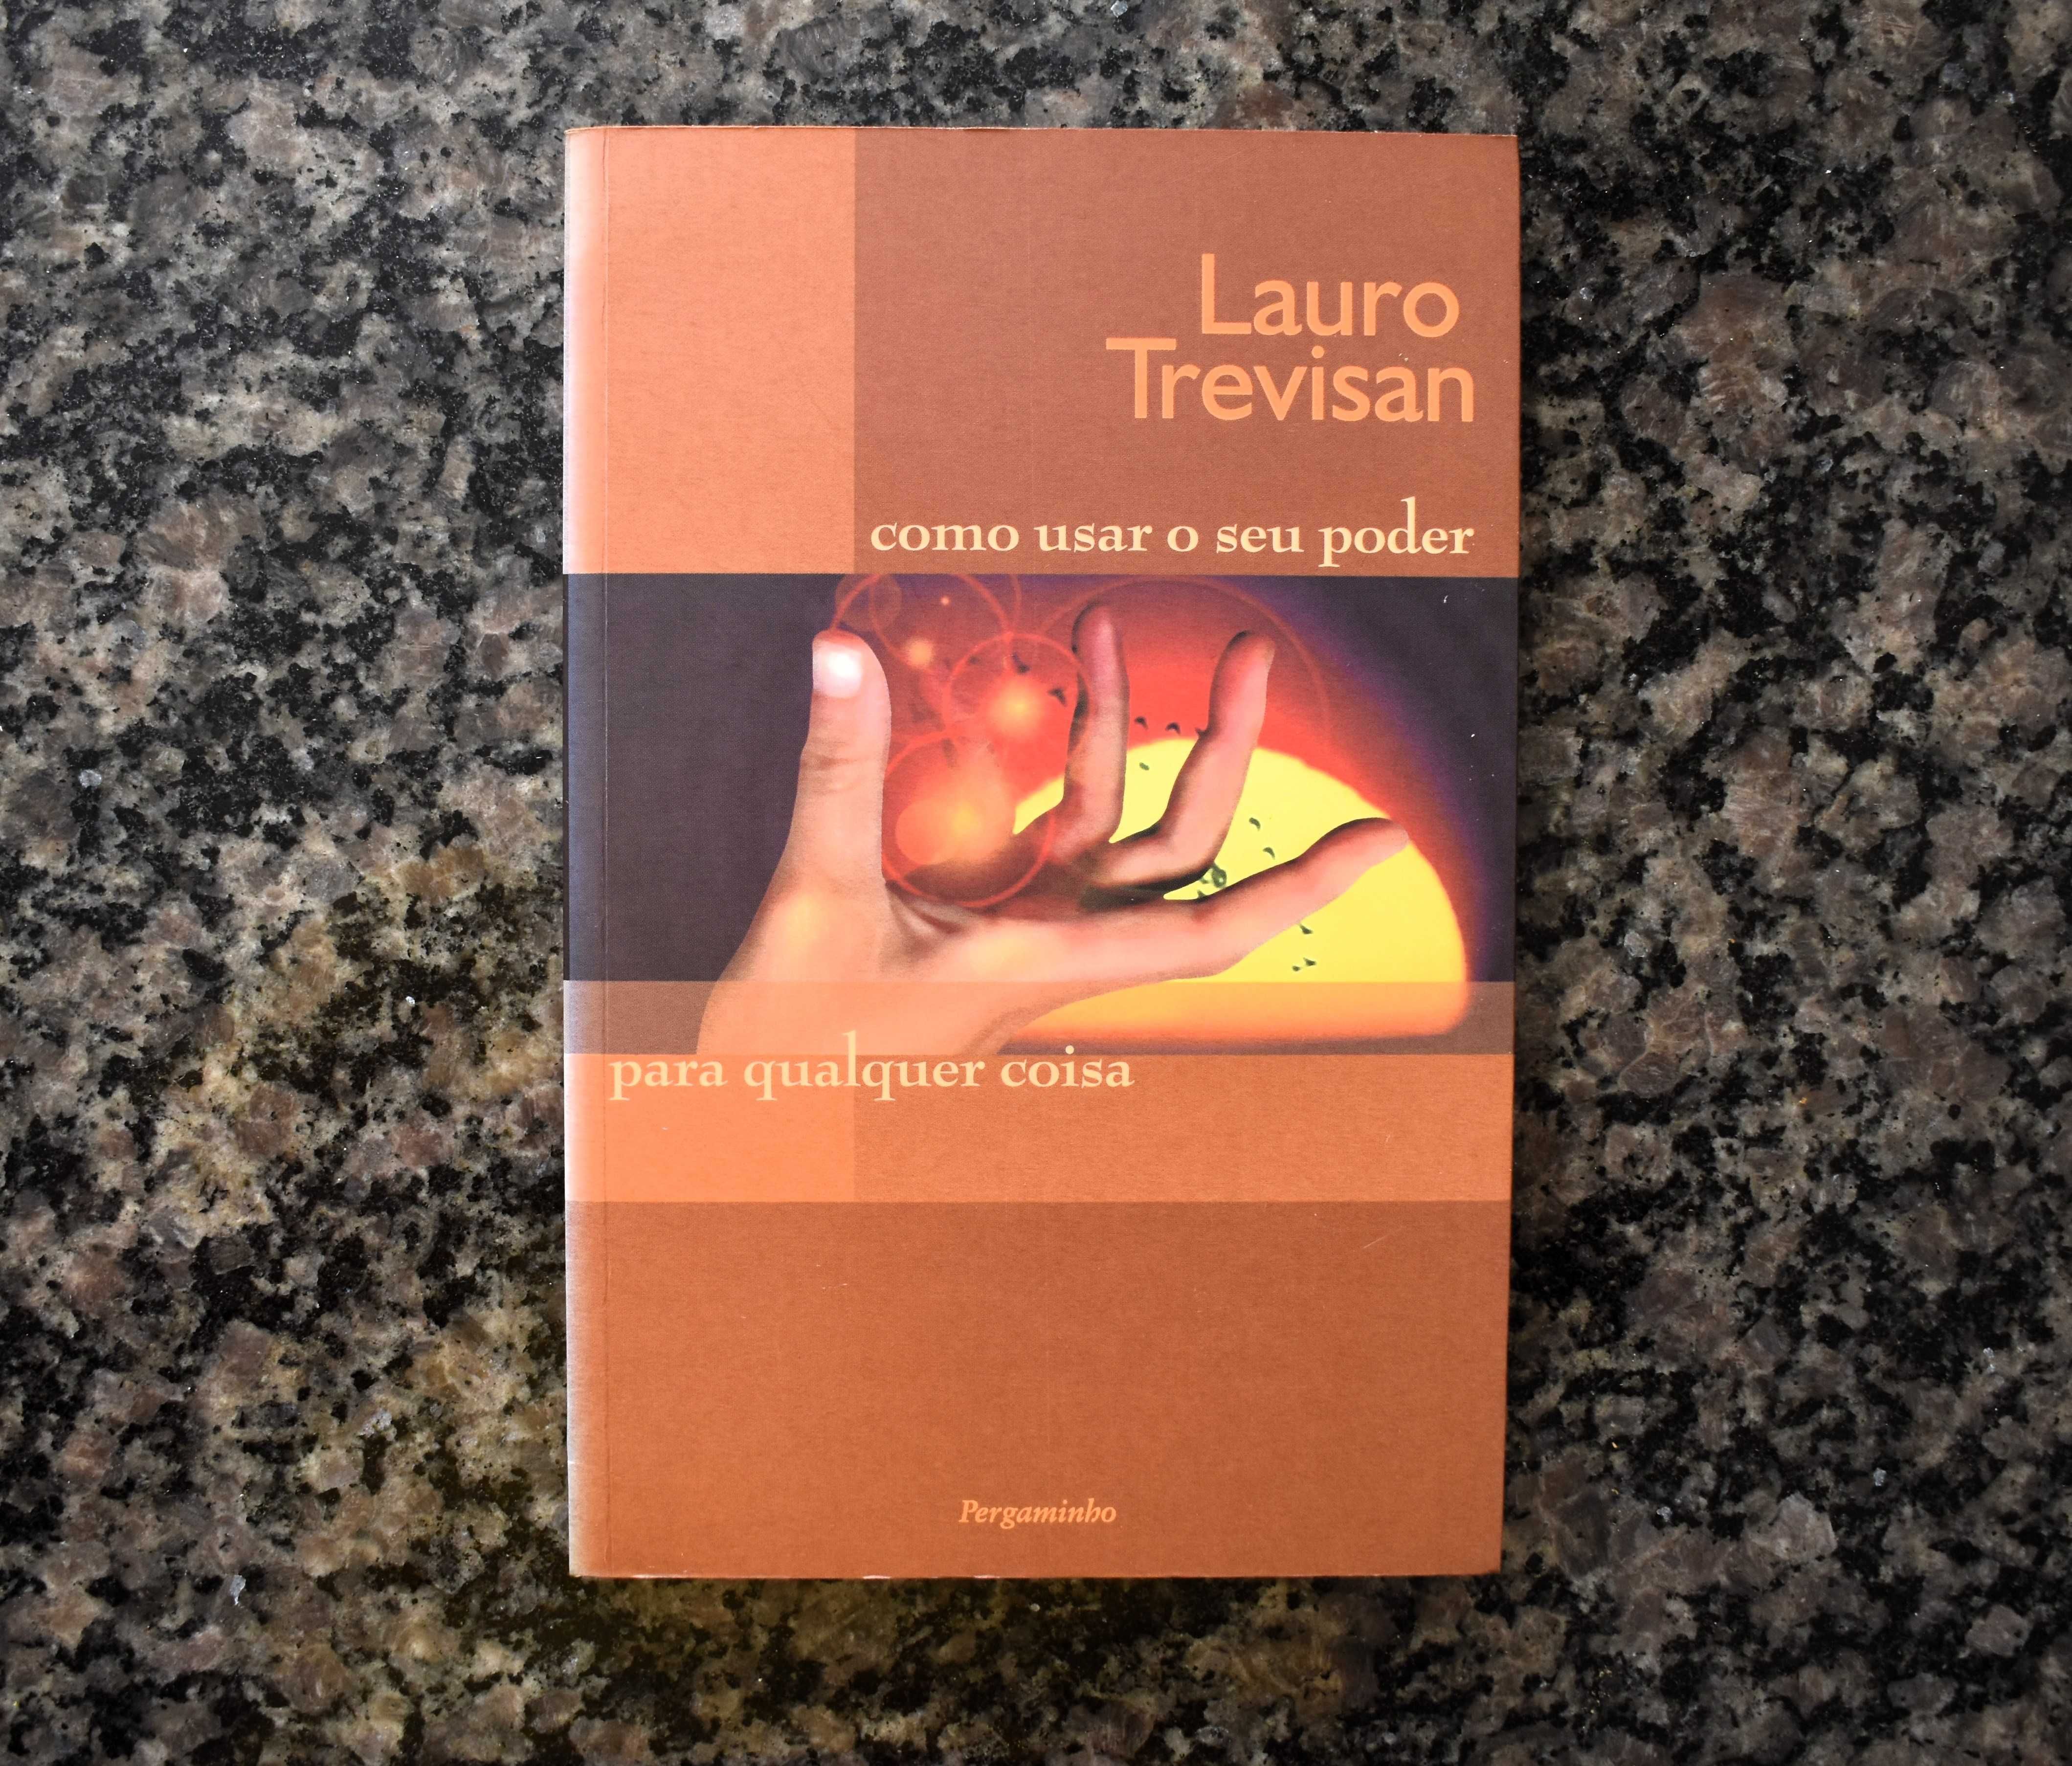 Lauro
Trevisan
como usar o seu poder
para qualquer coisa
Pergaminho